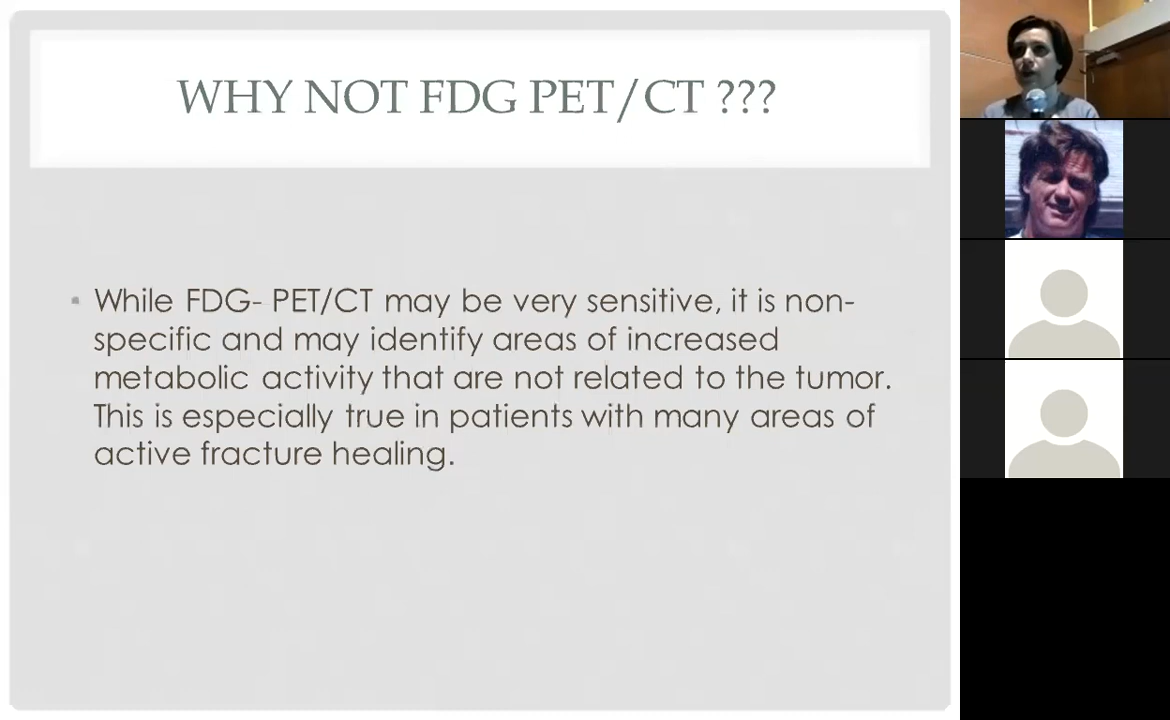 WHY NOT FDG PET/CT ???
• While FDG- PET/CT may be very sensitive, it is non-
specific and may identify areas of increased
metabolic activity that are not related to the tumor.
This is especially true in patients with many areas of
active fracture healing.